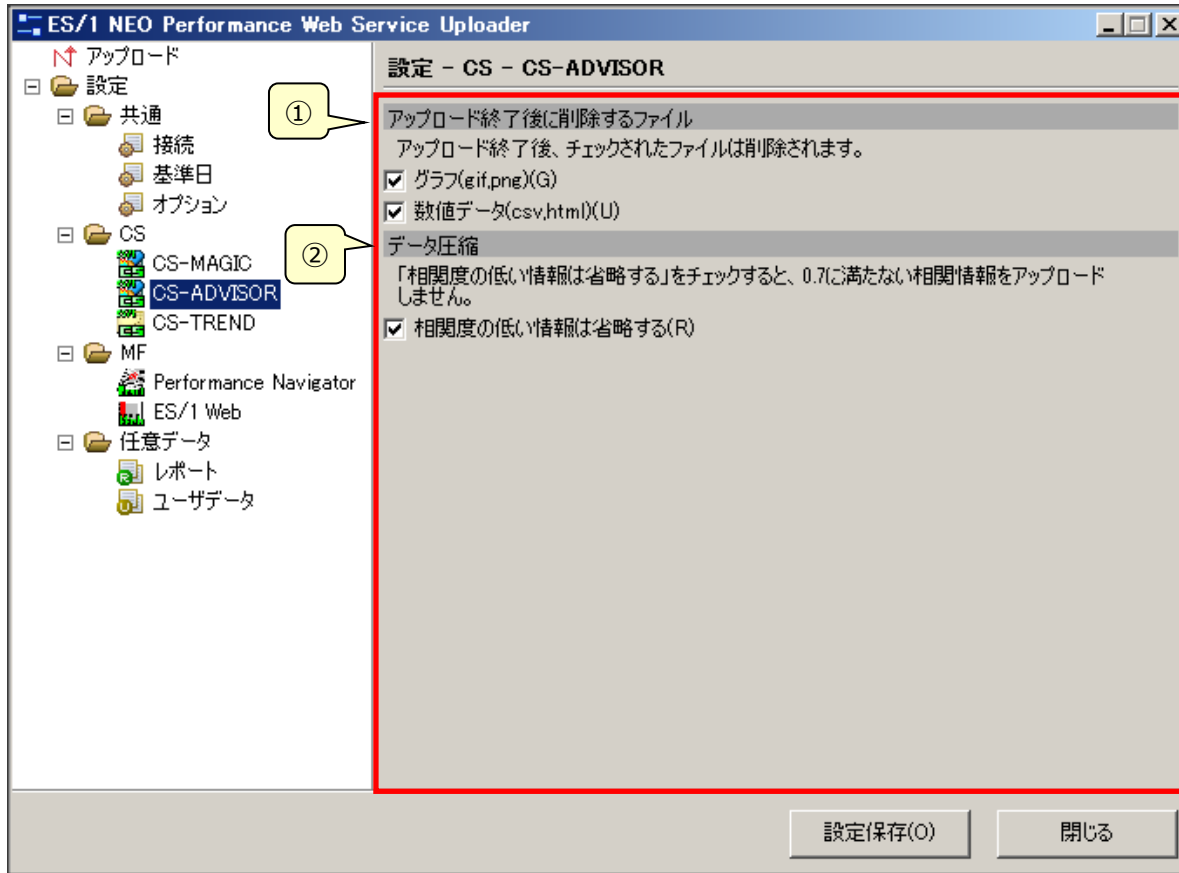 ES/1 NEO Performance Web Service Uploader
アップロード
設定
共通
接続
基準日
オプション
CS
CS-MAGIC
CS-ADVISOR
CS-TREND
MF
Performance Navigator
ES/1 Web
任意データ
レポート
ユーザデータ
設定 - CS - CS-ADVISOR
①
アップロード終了後に削除するファイル
アップロード終了後、チェックされたファイルは削除されます。
グラフ(gif,png)(G)
数値データ(csv,html)(U)
②
データ圧縮
「相関度の低い情報は省略する」をチェックすると、0.7に満たない相関情報をアップロード
しません。
相関度の低い情報は省略する(R)
設定保存(O)
閉じる